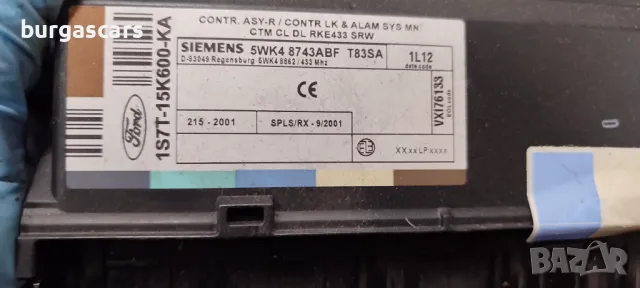 burgascars
CONTR. ASY-R / CONTR LK & ALAM SYS MN
CTM CL DL RKE433 SRW
SIEMENS 5WK4 8743ABF T83SA
D-93049 Regensburg 5WK4 8862 / 433 Mhz
1L12
date code
215 - 2001
SPLS/RX - 9/2001
XXxxLPxxxx
VXI76133
Ford
1S7T-15K600-KA
BAZAR
bg